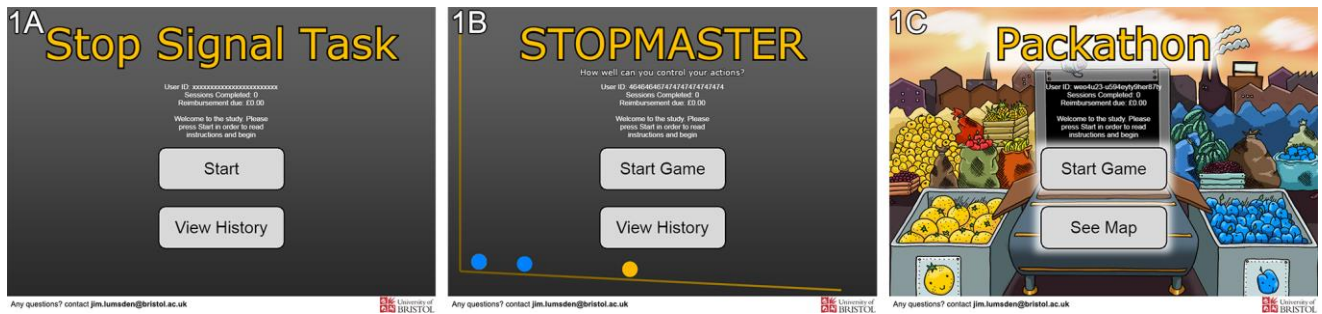 1A
Stop Signal Task
User ID: xxxxxxxxxxxxxxxxxxxxxxxx
Sessions Completed: 0
Reimbursement due: £0.00
Welcome to the study. Please
press Start in order to read
instructions and begin
Start
View History
Any questions? contact jim.lumsden@bristol.ac.uk
University of
BRISTOL
1B
STOPMASTER
How well can you control your actions?
User ID: 464646467474747474747474
Sessions Completed: 0
Reimbursement due: £0.00
Welcome to the study. Please
press Start in order to read
instructions and begin
Start Game
View History
Any questions? contact jim.lumsden@bristol.ac.uk
University of
BRISTOL
1C
Packathon
User ID:
Sessions Completed: 0
Reimbursement due: £0.00
Welcome to the study. Please
press Start in order to read
instructions and begin
Start Game
See Map
Any questions? contact jim.lumsden@bristol.ac.uk
University of
BRISTOL